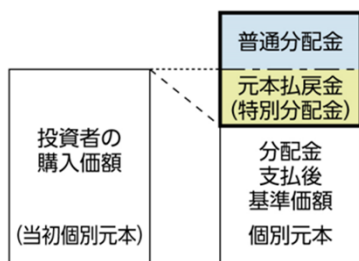 普通分配金
元本払戻金
(特別分配金)
投資者の
購入価額
(当初個別元本)
分配金
支払後
基準価額
個別元本